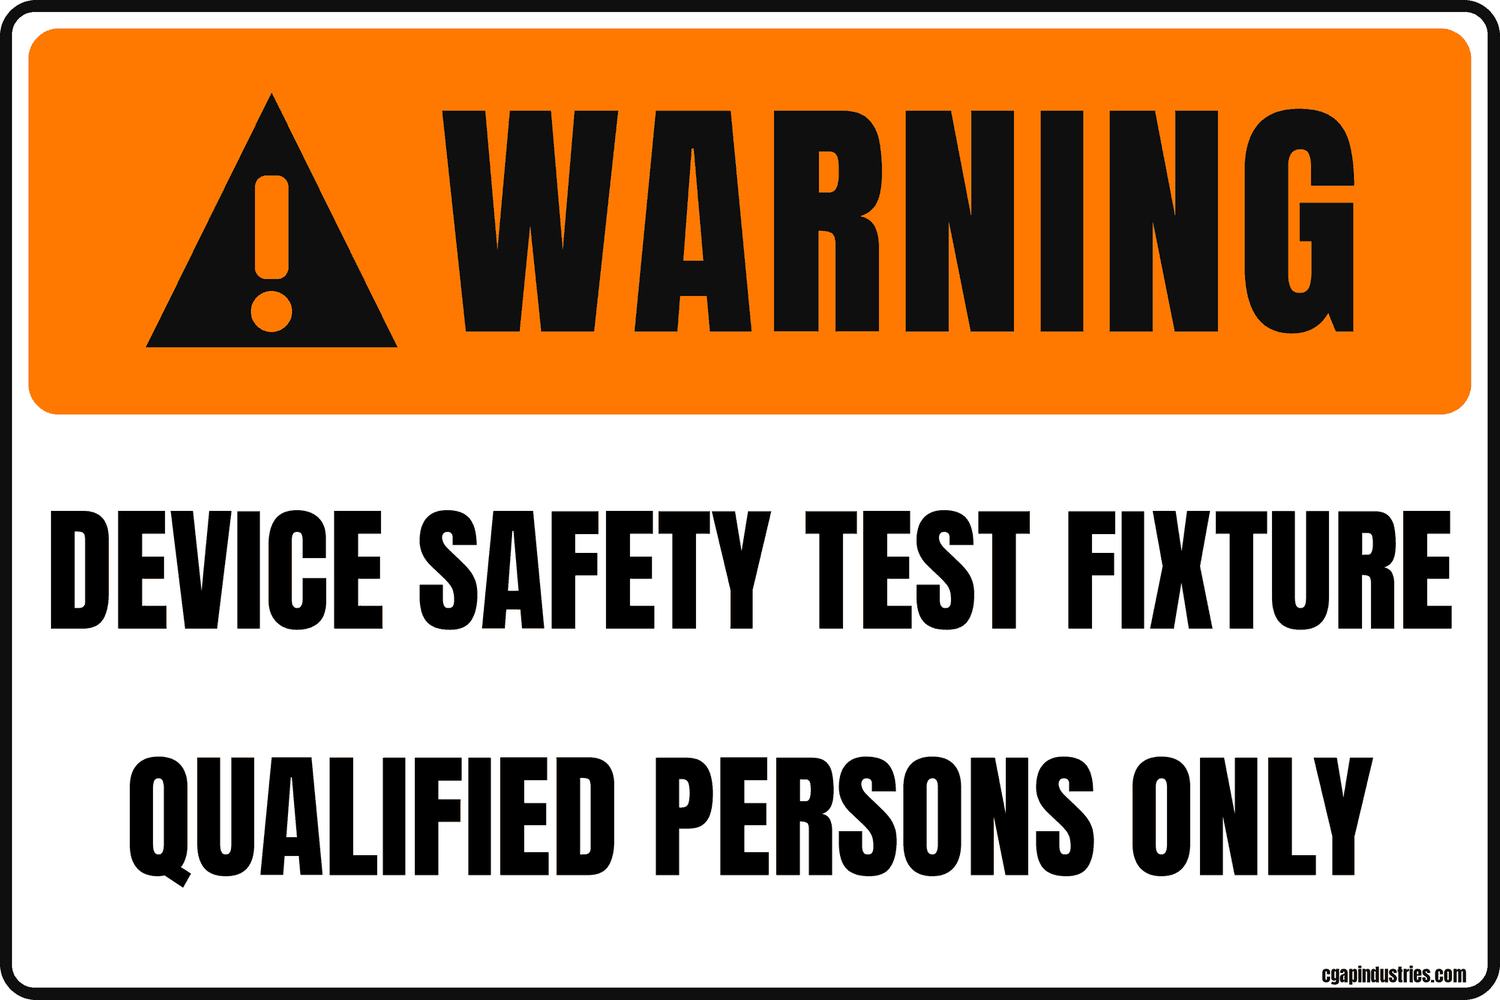 WARNING
DEVICE SAFETY TEST FIXTURE
QUALIFIED PERSONS ONLY
cgapindustries.com